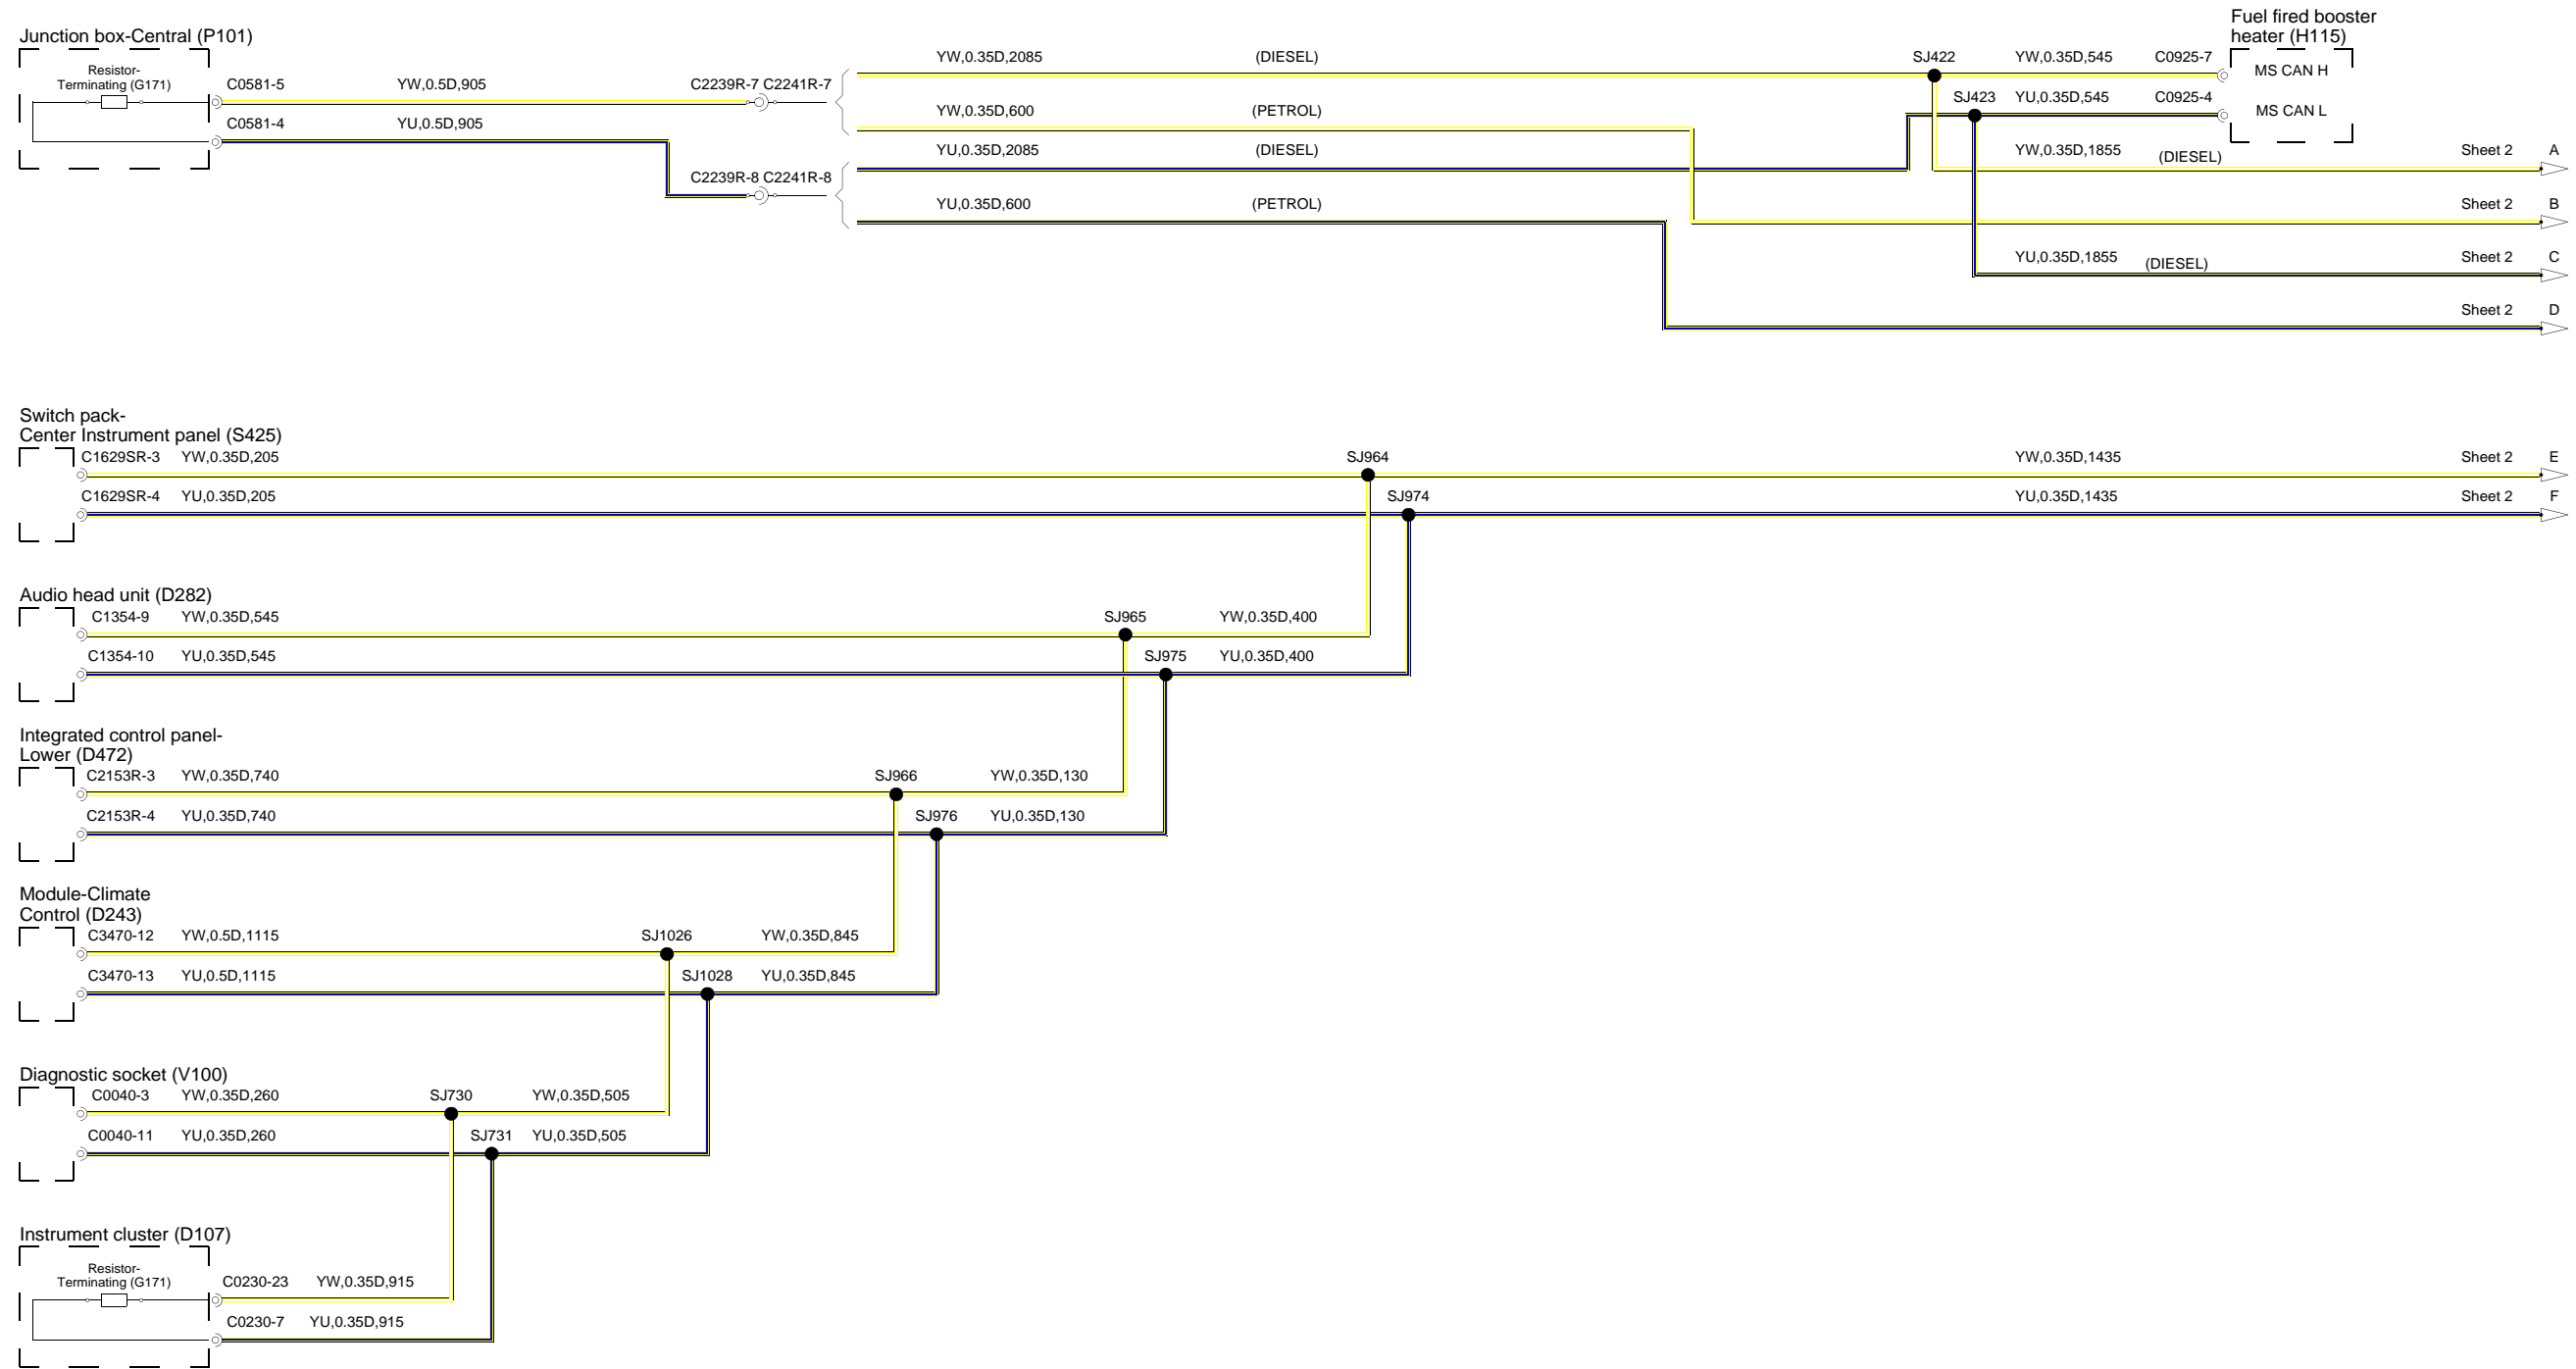 Fuel fired booster
heater (H115)
Junction box-Central (P101)
Resistor-
Terminating (G171)
C0581-5 YW,0.5D,905 C2239R-7 C2241R-7
C0581-4 YU,0.5D,905
C2239R-8 C2241R-8
YW,0.35D,2085 (DIESEL) SJ422 YW,0.35D,545 C0925-7 MS CAN H
YW,0.35D,600 (PETROL) SJ423 YU,0.35D,545 C0925-4 MS CAN L
YU,0.35D,2085 (DIESEL) YW,0.35D,1855 (DIESEL) Sheet 2 A
YU,0.35D,600 (PETROL) Sheet 2 B
YU,0.35D,1855 (DIESEL) Sheet 2 C
Sheet 2 D
Switch pack-
Center Instrument panel (S425)
C1629SR-3 YW,0.35D,205 SJ964 YW,0.35D,1435 Sheet 2 E
C1629SR-4 YU,0.35D,205 SJ974 YU,0.35D,1435 Sheet 2 F
Audio head unit (D282)
C1354-9 YW,0.35D,545 SJ965 YW,0.35D,400
C1354-10 YU,0.35D,545 SJ975 YU,0.35D,400
Integrated control panel-
Lower (D472)
C2153R-3 YW,0.35D,740 SJ966 YW,0.35D,130
C2153R-4 YU,0.35D,740 SJ976 YU,0.35D,130
Module-Climate
Control (D243)
C3470-12 YW,0.5D,1115 SJ1026 YW,0.35D,845
C3470-13 YU,0.5D,1115 SJ1028 YU,0.35D,845
Diagnostic socket (V100)
C0040-3 YW,0.35D,260 SJ730 YW,0.35D,505
C0040-11 YU,0.35D,260 SJ731 YU,0.35D,505
Instrument cluster (D107)
Resistor-
Terminating (G171)
C0230-23 YW,0.35D,915
C0230-7 YU,0.35D,915